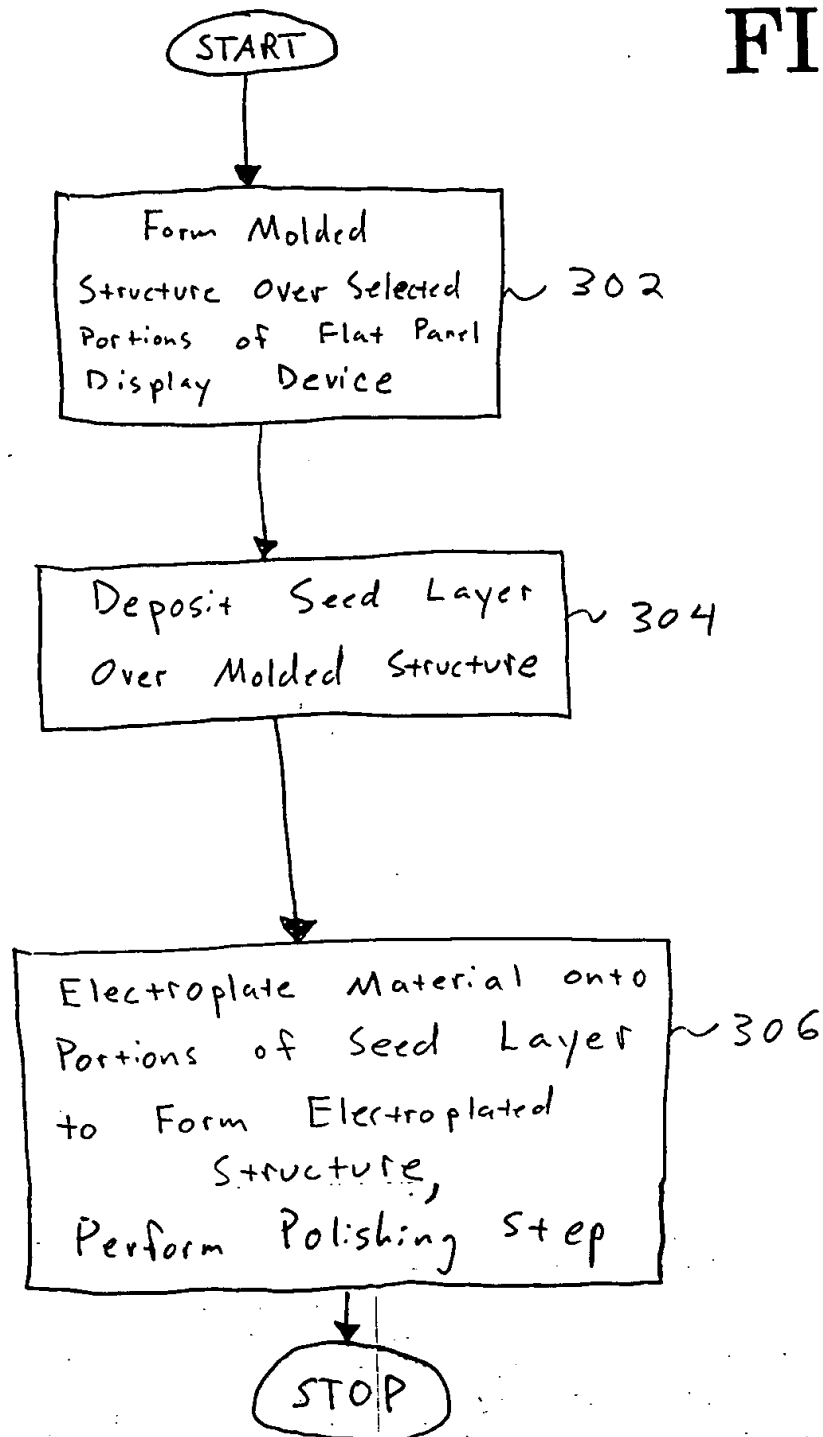 FI
START
Form Molded
Structure Over Selected
Portions of Flat Panel
Display Device
302
Deposit Seed Layer
Over Molded Structure
304
Electroplate Material onto
Portions of Seed Layer
to Form Electroplated
Structure,
Perform Polishing Step
306
STOP